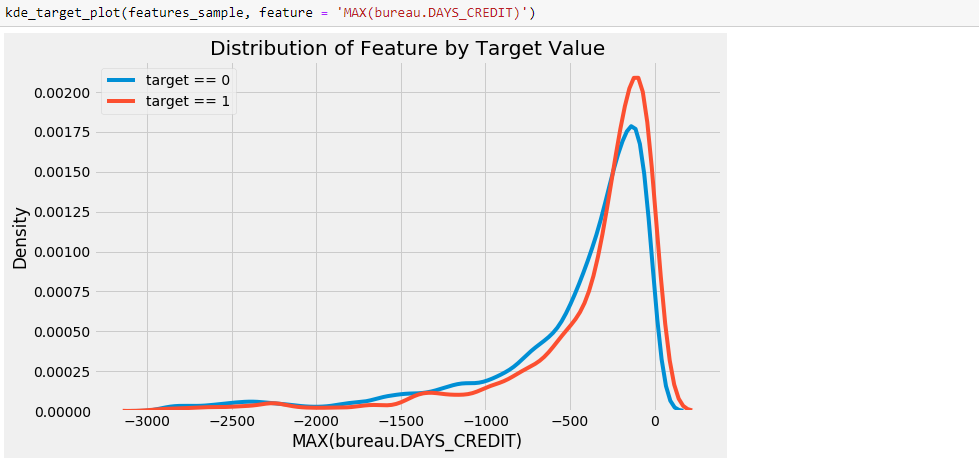 kde_target_plot(features_sample, feature = 'MAX(bureau.DAYS_CREDIT)')
Distribution of Feature by Target Value
target == 0
target == 1
0.00200
0.00175
0.00150
0.00125
0.00100
0.00075
0.00050
0.00025
0.00000
Density
−3000 −2500 −2000 −1500 −1000 −500 0
MAX(bureau.DAYS_CREDIT)